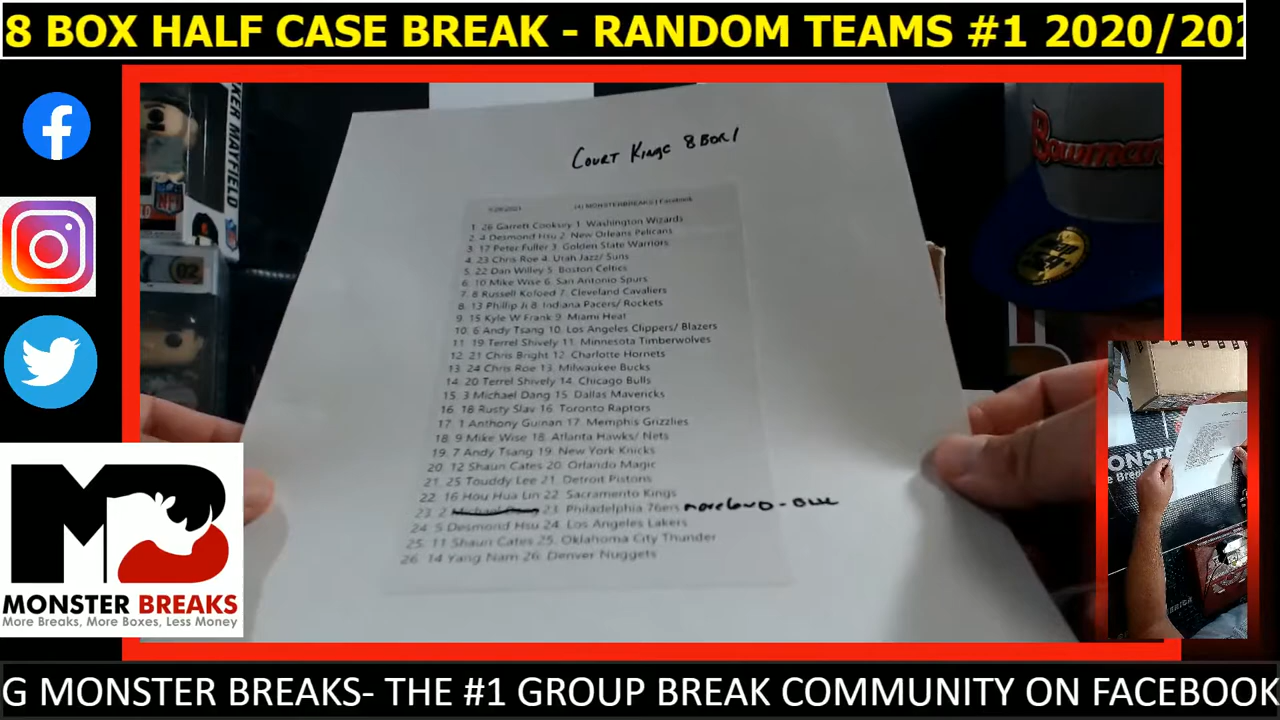 8 BOX HALF CASE BREAK - RANDOM TEAMS #1 2020/202
KER MAYFIELD
NFL
02
Bowman
COURT KINGS 8 BOX 1
MONSTERBREAKS | Facebook
1. 26 Garrett Cooksey 1. Washington Wizards
2. 4 Desmond Hsu 2. New Orleans Pelicans
3. 17 Peter Fuller 3. Golden State Warriors
4. 23 Chris Roe 4. Utah Jazz/ Suns
5. 22 Dan Willey 5. Boston Celtics
6. 10 Mike Wise 6. San Antonio Spurs
7. 8 Russell Kofoed 7. Cleveland Cavaliers
8. 13 Phillip Ji 8. Indiana Pacers/ Rockets
9. 15 Kyle W Frank 9. Miami Heat
10. 6 Andy Tsang 10. Los Angeles Clippers/ Blazers
11. 19 Terrel Shively 11. Minnesota Timberwolves
12. 21 Chris Bright 12. Charlotte Hornets
13. 24 Chris Roe 13. Milwaukee Bucks
14. 20 Terrel Shively 14. Chicago Bulls
15. 3 Michael Dang 15. Dallas Mavericks
16. 18 Rusty Slav 16. Toronto Raptors
17. 1 Anthony Guinan 17. Memphis Grizzlies
18. 9 Mike Wise 18. Atlanta Hawks/ Nets
19. 7 Andy Tsang 19. New York Knicks
20. 12 Shaun Cates 20. Orlando Magic
21. 25 Touddy Lee 21. Detroit Pistons
22. 16 Hou Hua Lin 22. Sacramento Kings
23. 2 23. Philadelphia 76ers
24. 5 Desmond Hsu 24. Los Angeles Lakers
25. 11 Shaun Cates 25. Oklahoma City Thunder
26. 14 Yang Nam 26. Denver Nuggets
MONSTER BREAKS
More Breaks, More Boxes, Less Money
G MONSTER BREAKS- THE #1 GROUP BREAK COMMUNITY ON FACEBOOK